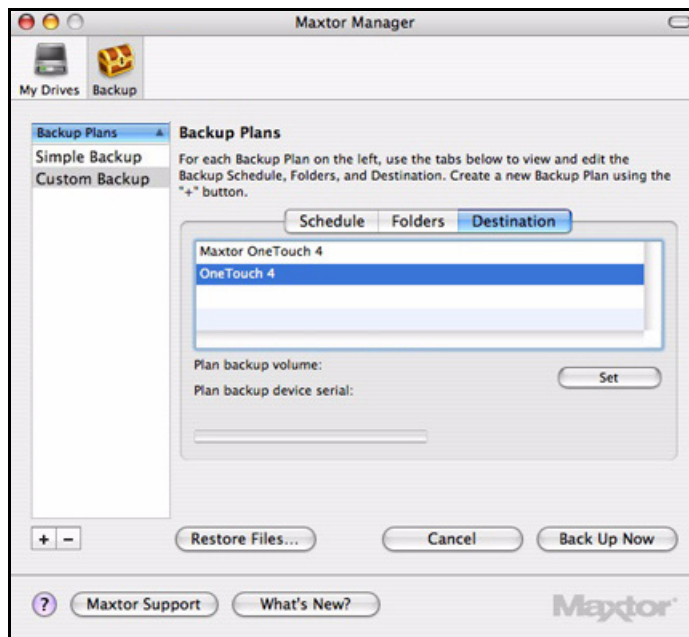 Maxtor Manager
My Drives Backup
Backup Plans
Simple Backup
Custom Backup
Backup Plans
For each Backup Plan on the left, use the tabs below to view and edit the
Backup Schedule, Folders, and Destination. Create a new Backup Plan using the
"+" button.
Schedule Folders Destination
Maxtor OneTouch 4
OneTouch 4
Plan backup volume:
Set
Plan backup device serial:
+ −
Restore Files... Cancel Back Up Now
? Maxtor Support What's New? Maxtor